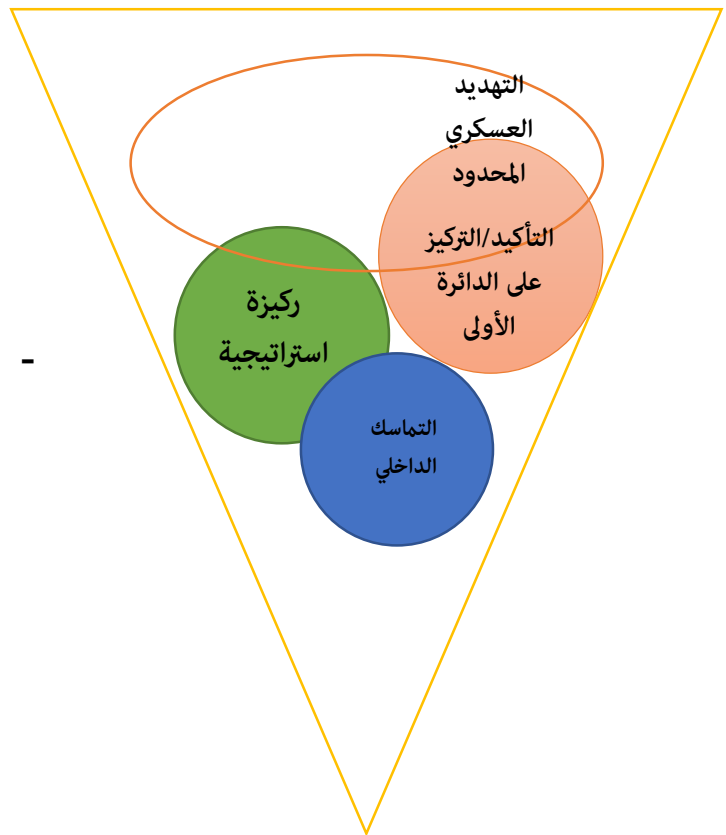 التهديد
العسكري
المحدود
التأكيد/التركيز
على الدائرة
الأولى
ركيزة
استراتيجية
-
التماسك
الداخلي